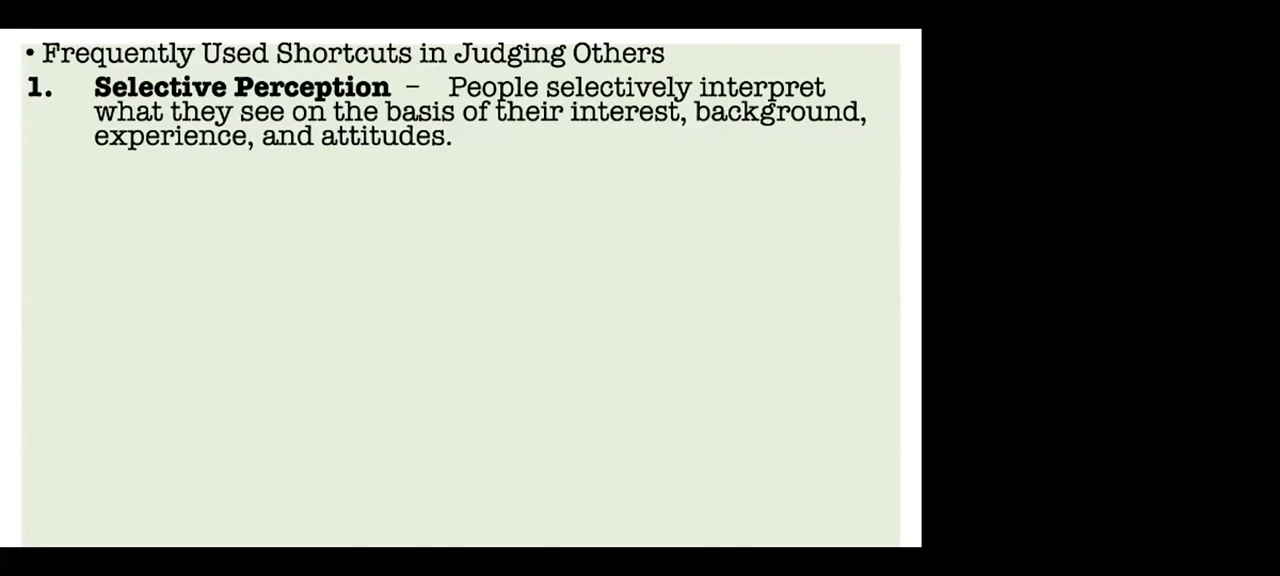 • Frequently Used Shortcuts in Judging Others
1. Selective Perception – People selectively interpret
what they see on the basis of their interest, background,
experience, and attitudes.